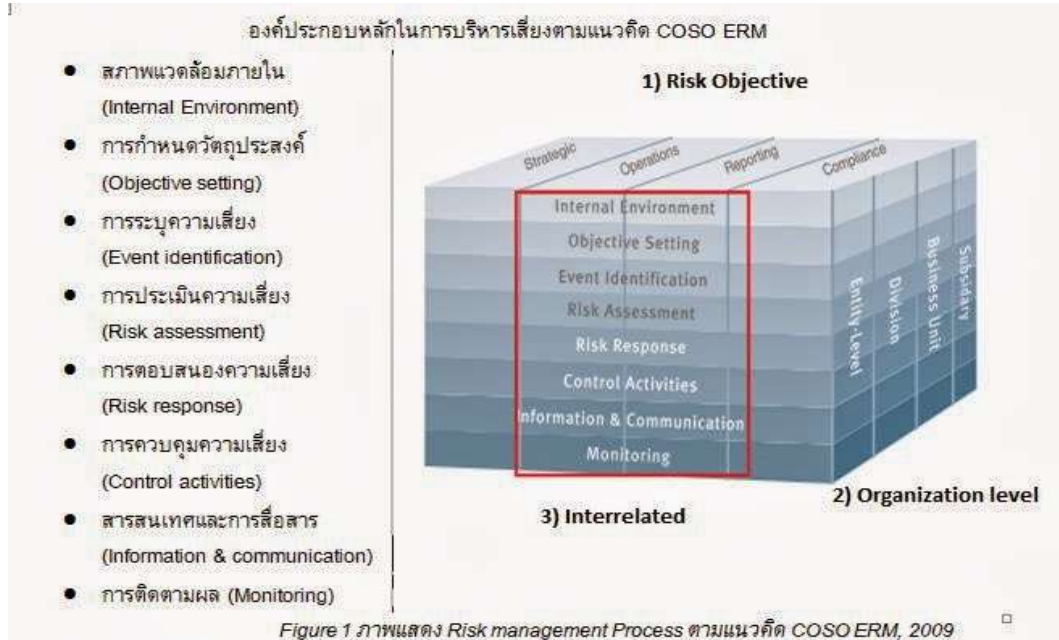 องค์ประกอบหลักในการบริหารเสี่ยงตามแนวคิด COSO ERM
● สภาพแวดล้อมภายใน
(Internal Environment)
● การกำหนดวัตถุประสงค์
(Objective setting)
● การระบุความเสี่ยง
(Event identification)
● การประเมินความเสี่ยง
(Risk assessment)
● การตอบสนองความเสี่ยง
(Risk response)
● การควบคุมความเสี่ยง
(Control activities)
● สารสนเทศและการสื่อสาร
(Information & communication)
● การติดตามผล (Monitoring)
1) Risk Objective
Strategic
Operations
Reporting
Compliance
Internal Environment
Objective Setting
Event Identification
Risk Assessment
Risk Response
Control Activities
Information & Communication
Monitoring
Entity-Level
Division
Business Unit
Subsidary
2) Organization level
3) Interrelated
Figure 1 ภาพแสดง Risk management Process ตามแนวคิด COSO ERM, 2009